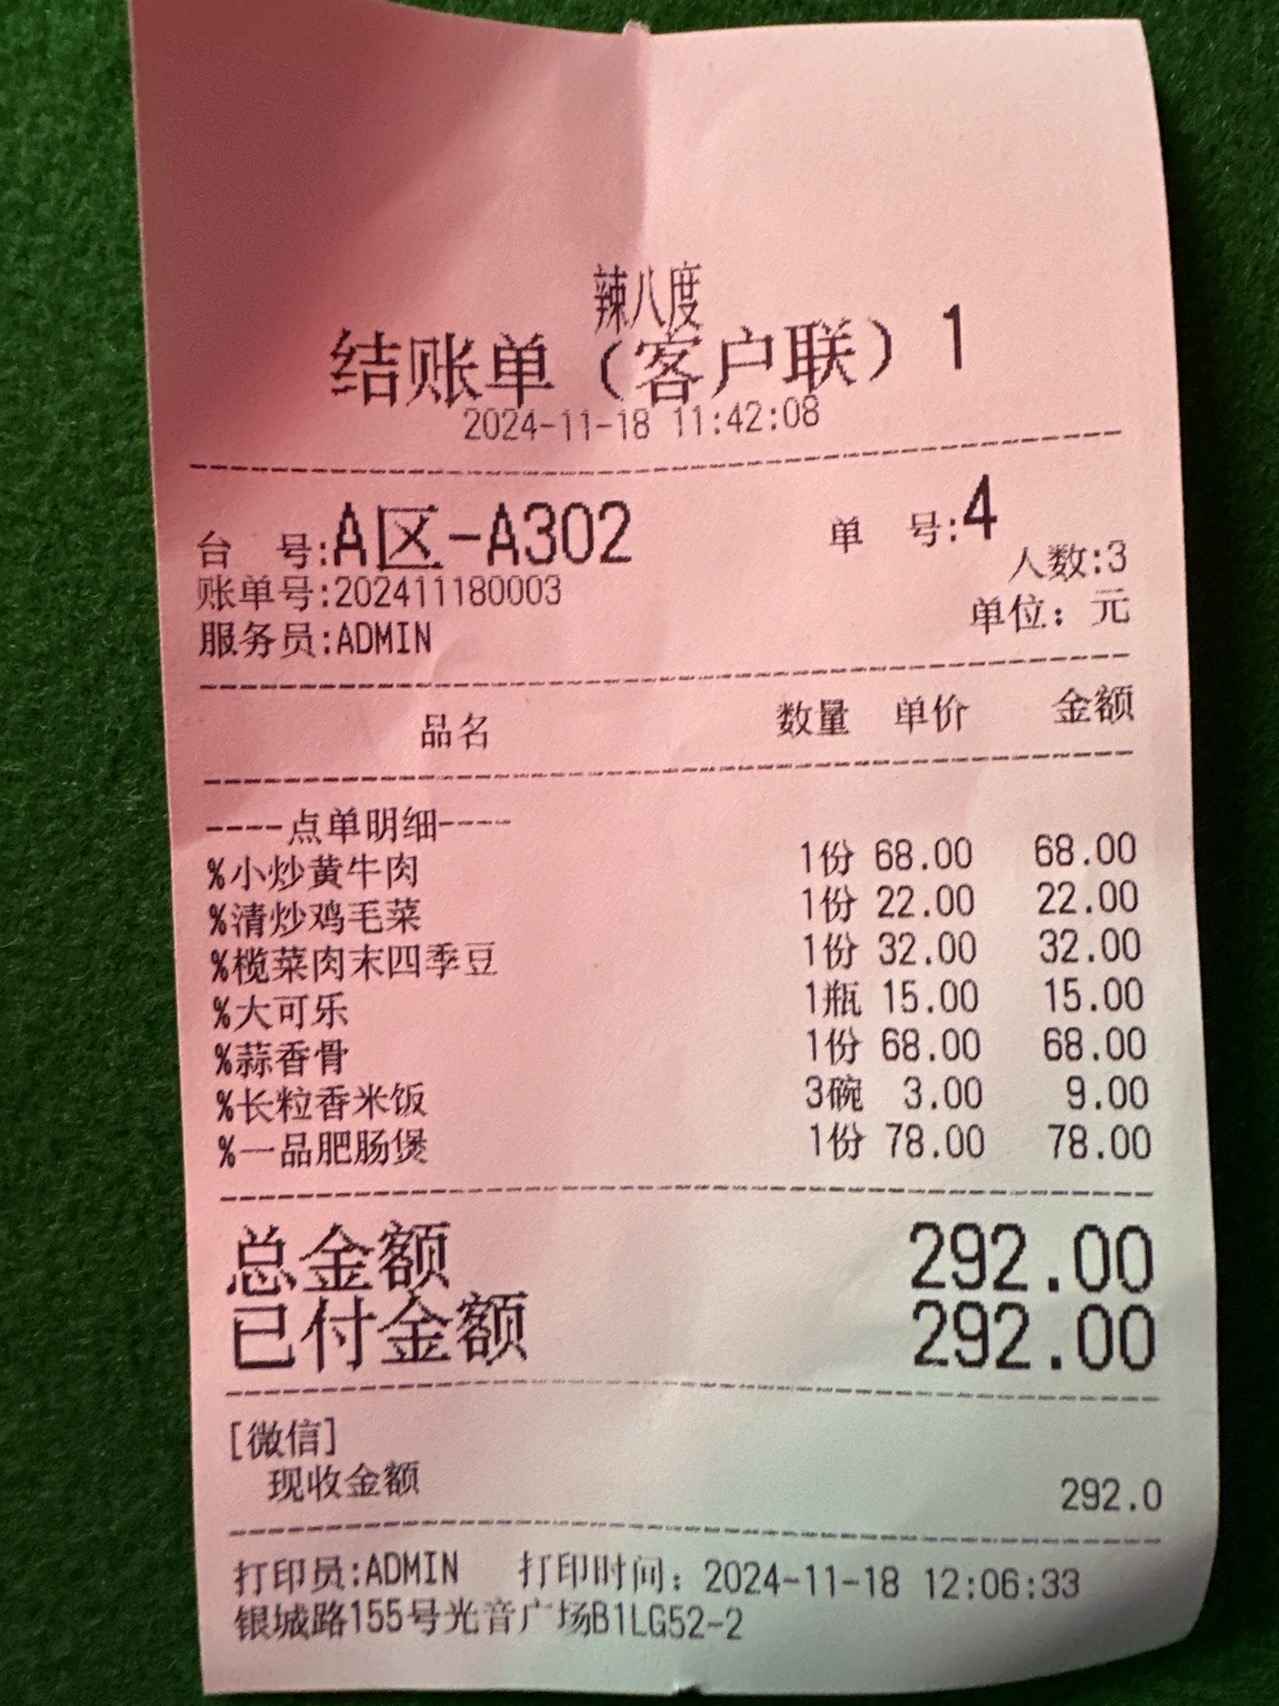 辣八度
结账单（客户联）1
2024-11-18 11:42:08
台 号:A区-A302 单 号:4
人数:3
账单号:202411180003
单位：元
服务员:ADMIN
品名 数量 单价 金额
----点单明细----
%小炒黄牛肉 1份 68.00 68.00
%清炒鸡毛菜 1份 22.00 22.00
%榄菜肉末四季豆 1份 32.00 32.00
%大可乐 1瓶 15.00 15.00
%蒜香骨 1份 68.00 68.00
%长粒香米饭 3碗 3.00 9.00
%一品肥肠煲 1份 78.00 78.00
总金额 292.00
已付金额 292.00
[微信]
现收金额 292.0
打印员:ADMIN 打印时间：2024-11-18 12:06:33
银城路155号光音广场B1LG52-2